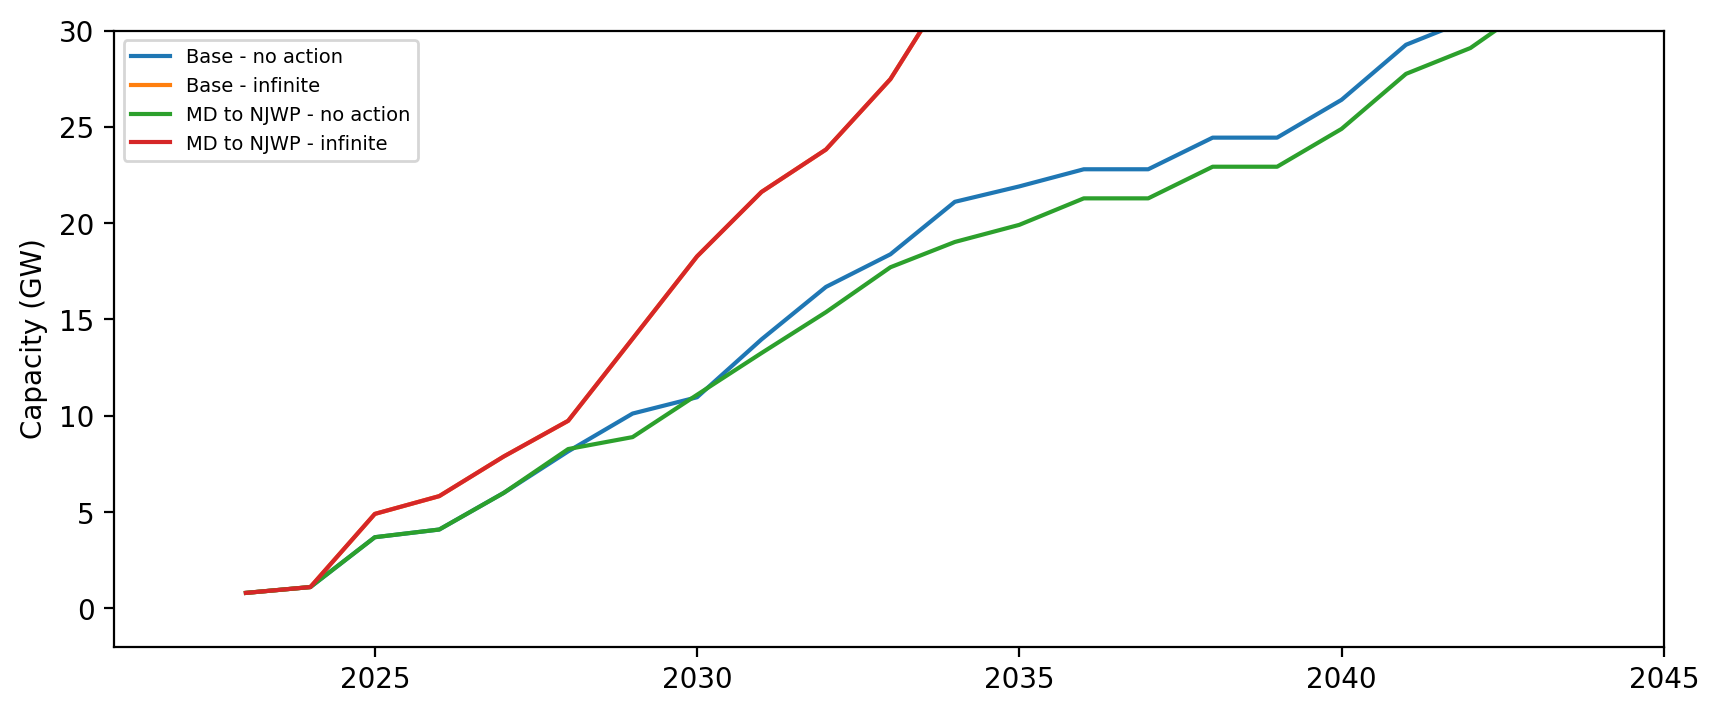 Base - no action
Base - infinite
MD to NJWP - no action
MD to NJWP - infinite
Capacity (GW)
30
25
20
15
10
5
0
2025 2030 2035 2040 2045